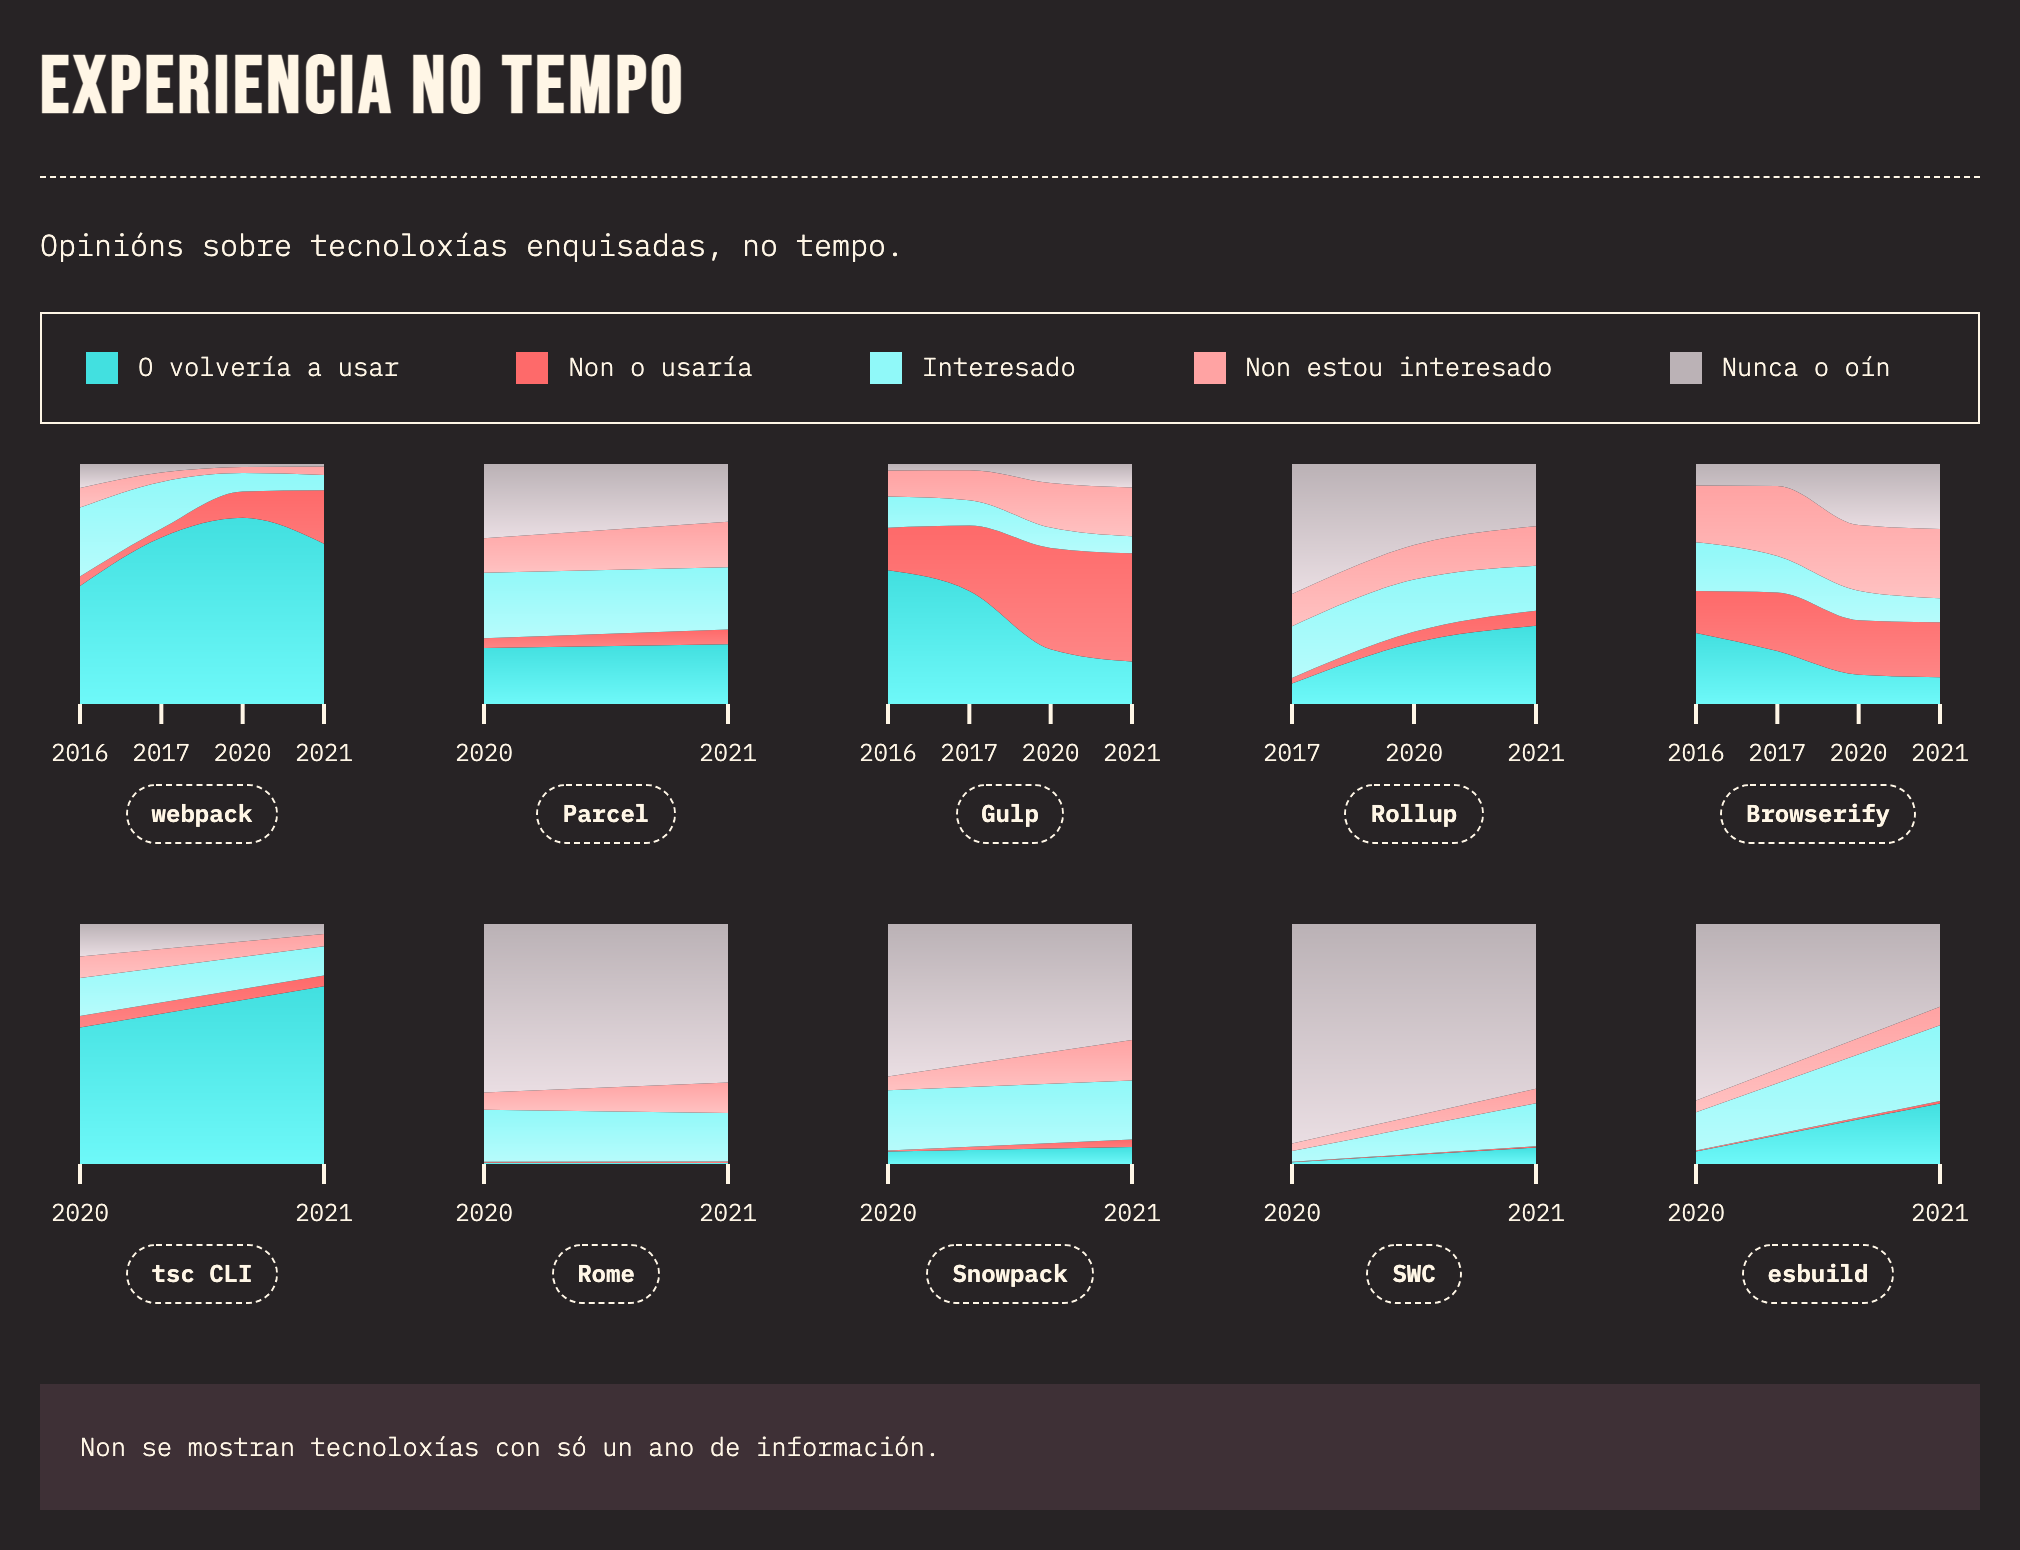 EXPERIENCIA NO TEMPO
Opinións sobre tecnoloxías enquisadas, no tempo.
O volvería a usar Non o usaría Interesado Non estou interesado Nunca o oín
2016 2017 2020 2021 2020 2021 2016 2017 2020 2021 2017 2020 2021 2016 2017 2020 2021
webpack Parcel Gulp Rollup Browserify
2020 2021 2020 2021 2020 2021 2020 2021 2020 2021
tsc CLI Rome Snowpack SWC esbuild
Non se mostran tecnoloxías con só un ano de información.